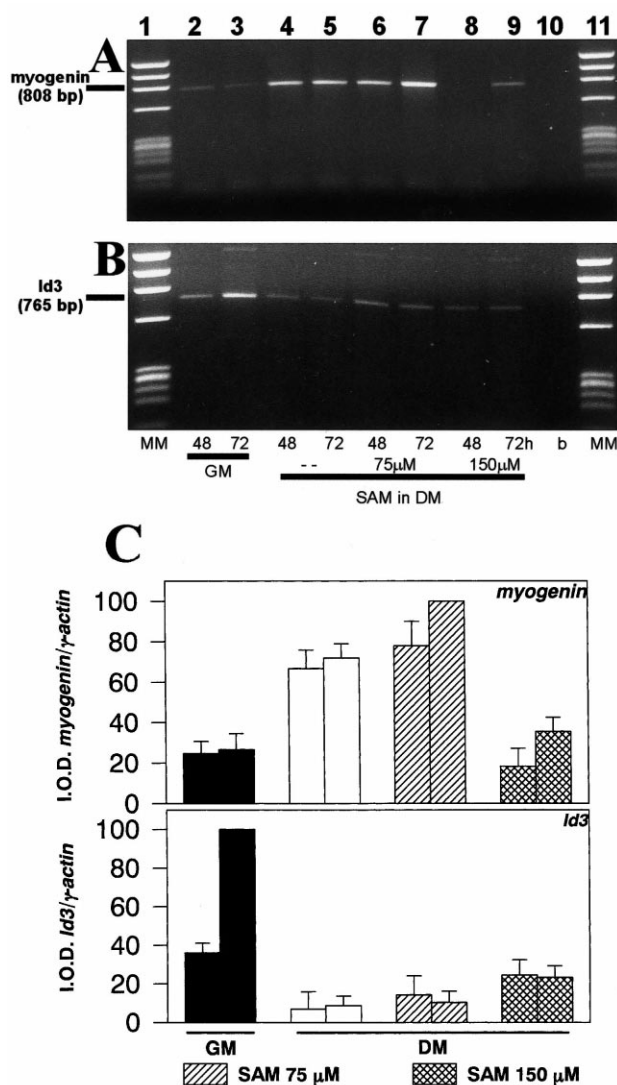 1 2 3 4 5 6 7 8 9 10 11
A
myogenin
(808 bp)
B
Id3
(765 bp)
MM 48 72 48 72 48 72 48 72h b MM
GM -- 75µM 150µM
SAM in DM
C
myogenin
I.O.D. myogenin/γ-actin
100
80
60
40
20
0
Id3
I.O.D. Id3/γ-actin
100
80
60
40
20
0
GM DM
SAM 75 µM SAM 150 µM